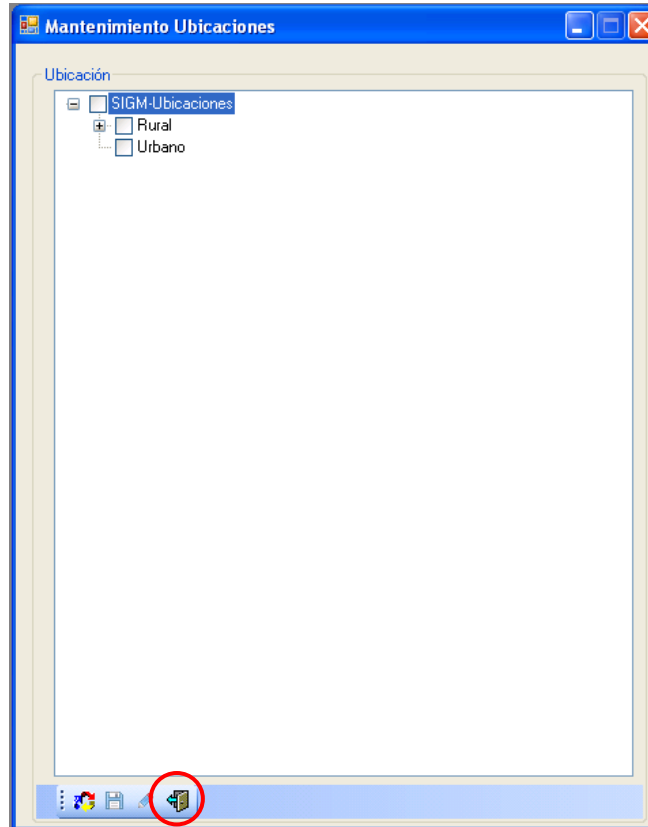 Mantenimiento Ubicaciones
Ubicación
SIGM-Ubicaciones
Rural
Urbano